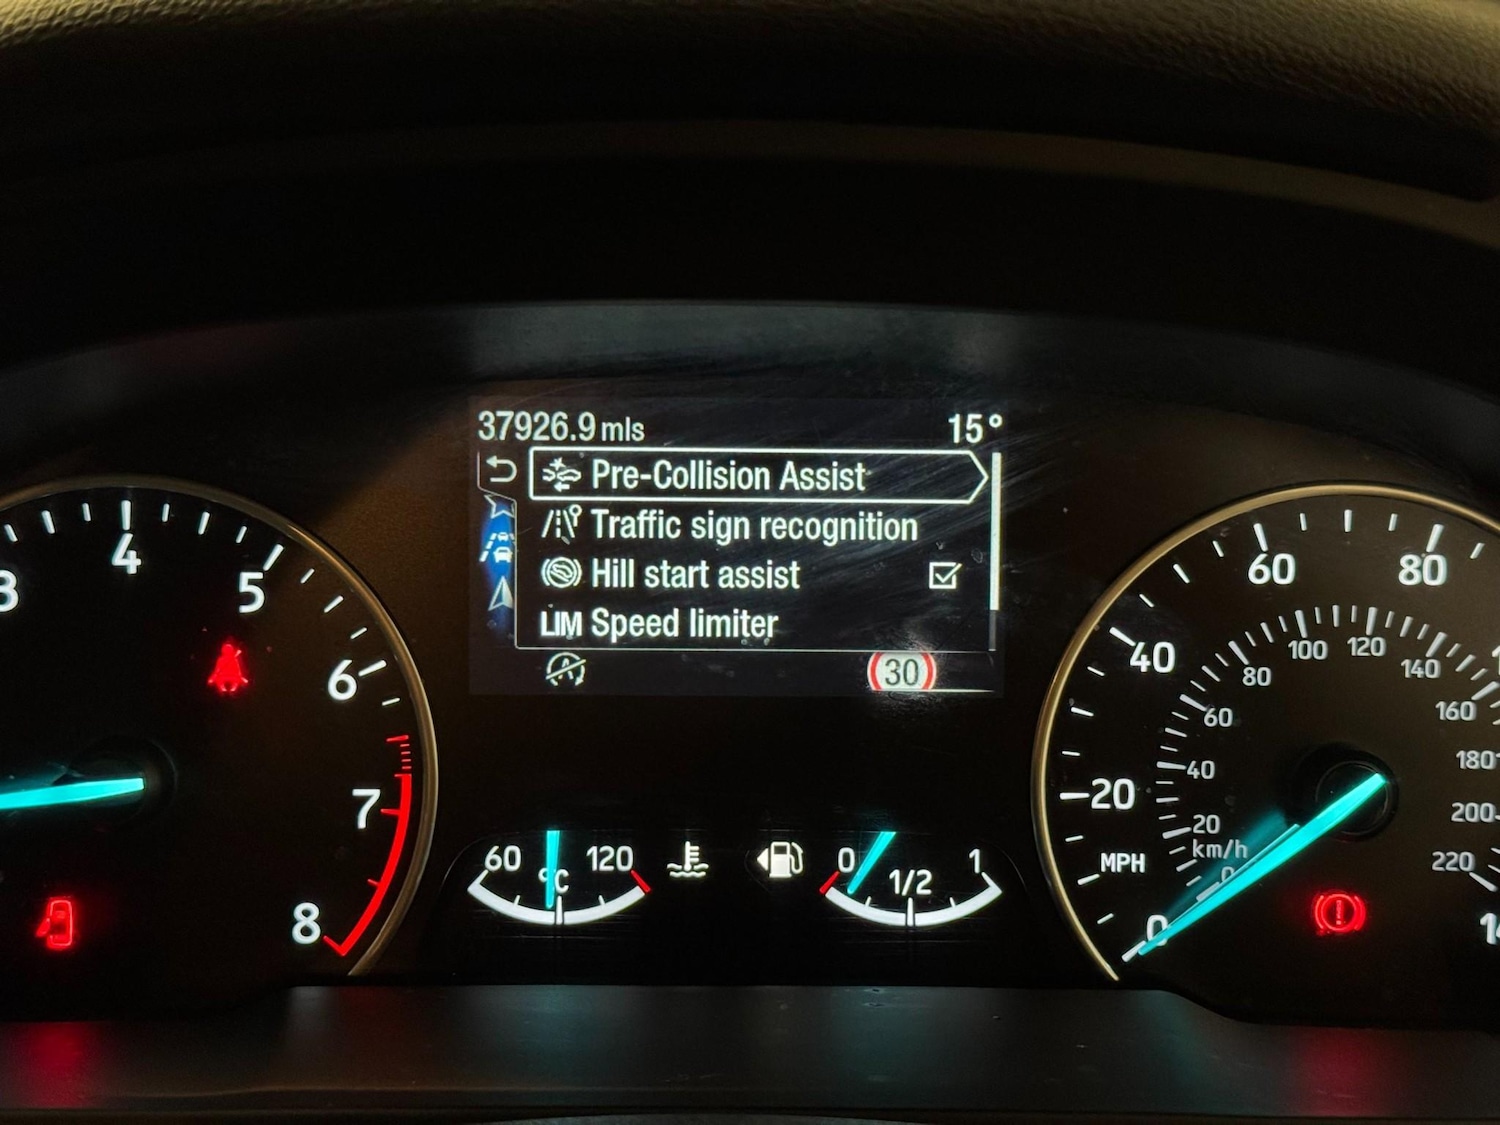 37926.9 mls 15°
Pre-Collision Assist
Traffic sign recognition
Hill start assist
LIM Speed limiter
A 30
3 4 5 6 7 8
60 °C 120
0 1/2 1
0 20 40 60 80
MPH
km/h
0 20 40 60 80 100 120 140 160 180 200 220